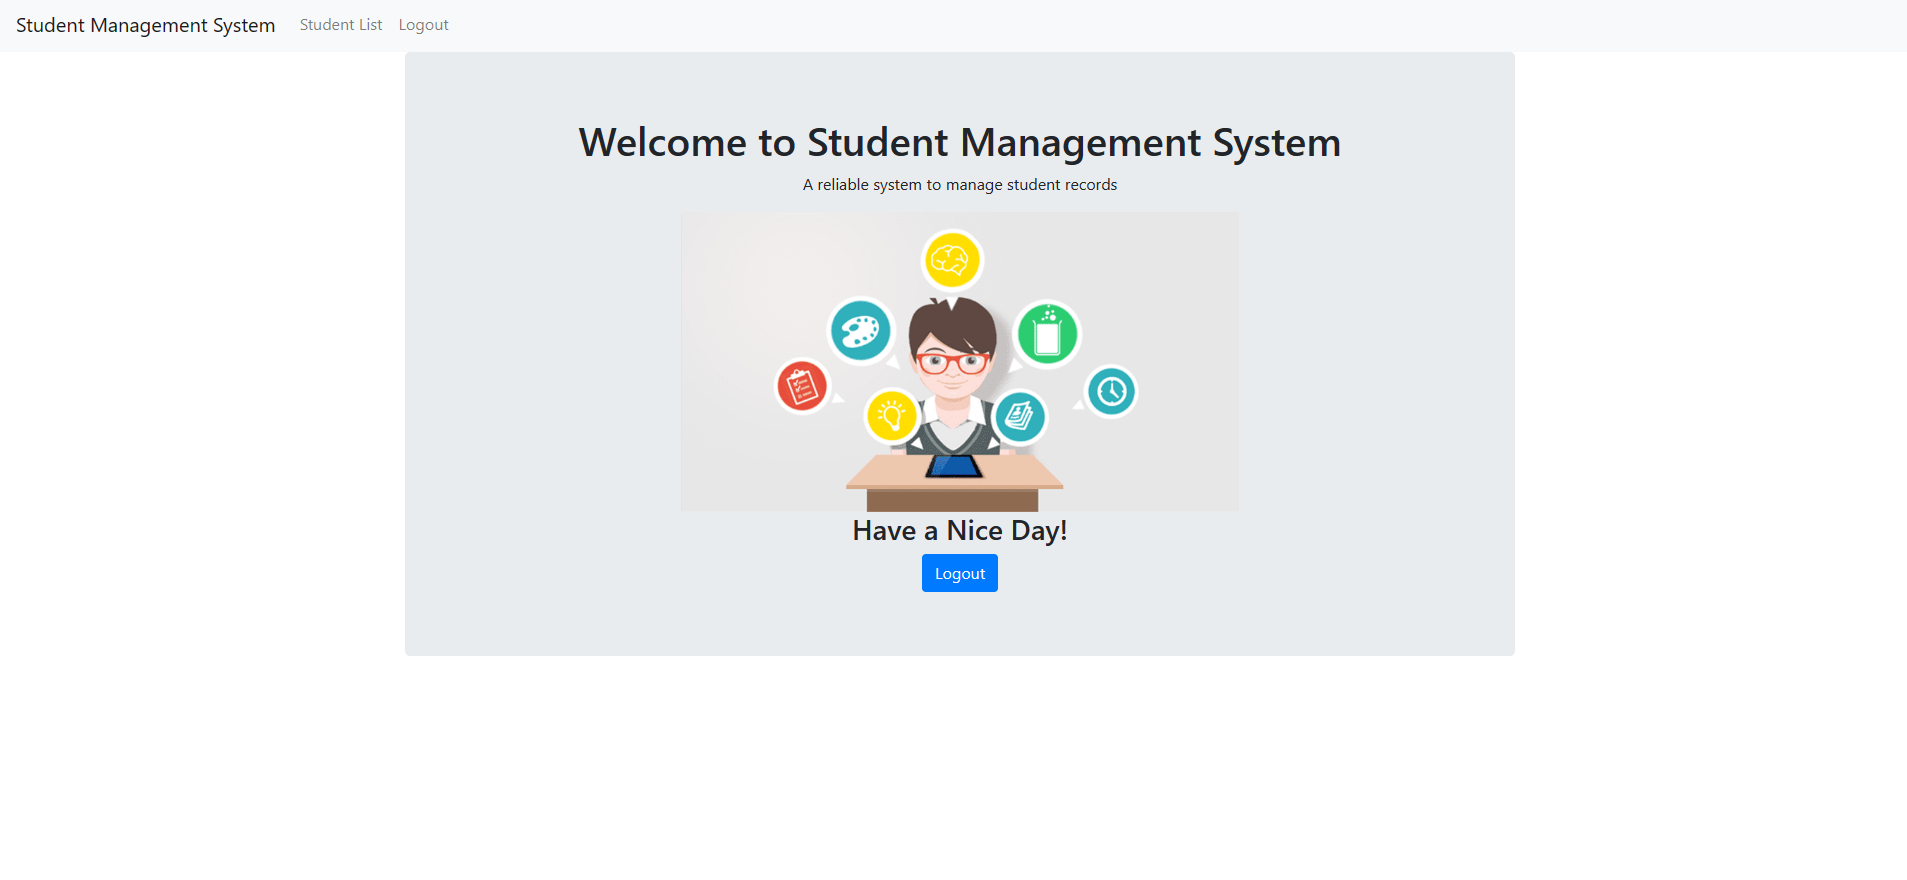 Student Management System Student List Logout
Welcome to Student Management System
A reliable system to manage student records
Have a Nice Day!
Logout